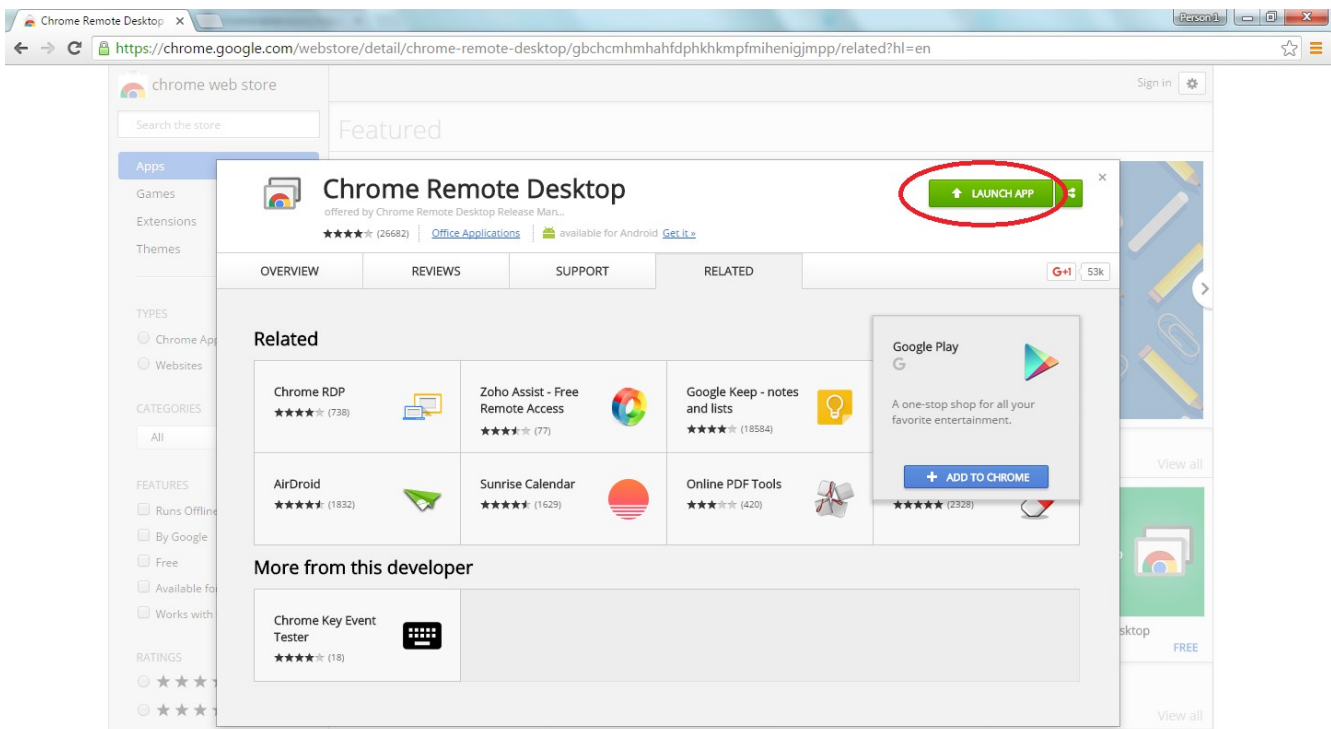 Chrome Remote Desktop
Person 1
https://chrome.google.com/webstore/detail/chrome-remote-desktop/gbchcmhmhahfdphkhkmpfmihenigjmpp/related?hl=en
chrome web store
Sign in
Search the store
Featured
Apps
Games
Extensions
Themes
TYPES
Chrome App
Websites
CATEGORIES
All
FEATURES
Runs Offline
By Google
Free
Available for
Works with
RATINGS
Chrome Remote Desktop
offered by Chrome Remote Desktop Release Man...
(26682) Office Applications available for Android Get it »
LAUNCH APP
OVERVIEW REVIEWS SUPPORT RELATED
G+1 53k
Related
Chrome RDP
(738)
Zoho Assist - Free
Remote Access
(77)
Google Keep - notes
and lists
(18584)
Google Play
G
A one-stop shop for all your
favorite entertainment.
ADD TO CHROME
AirDroid
(1832)
Sunrise Calendar
(1629)
Online PDF Tools
(420)
(2328)
More from this developer
Chrome Key Event
Tester
(18)
View all
sktop
FREE
View all